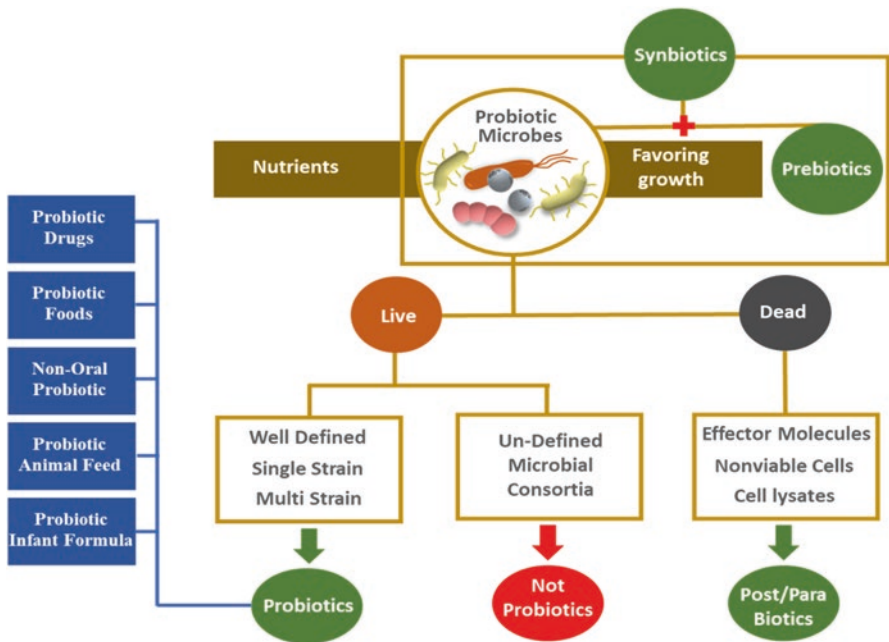 Synbiotics
Probiotic
Microbes
Nutrients
Favoring
growth
Prebiotics
Probiotic
Drugs
Probiotic
Foods
Non-Oral
Probiotic
Probiotic
Animal Feed
Probiotic
Infant Formula
Live
Dead
Well Defined
Single Strain
Multi Strain
Un-Defined
Microbial
Consortia
Effector Molecules
Nonviable Cells
Cell lysates
Probiotics
Not
Probiotics
Post/Para
Biotics